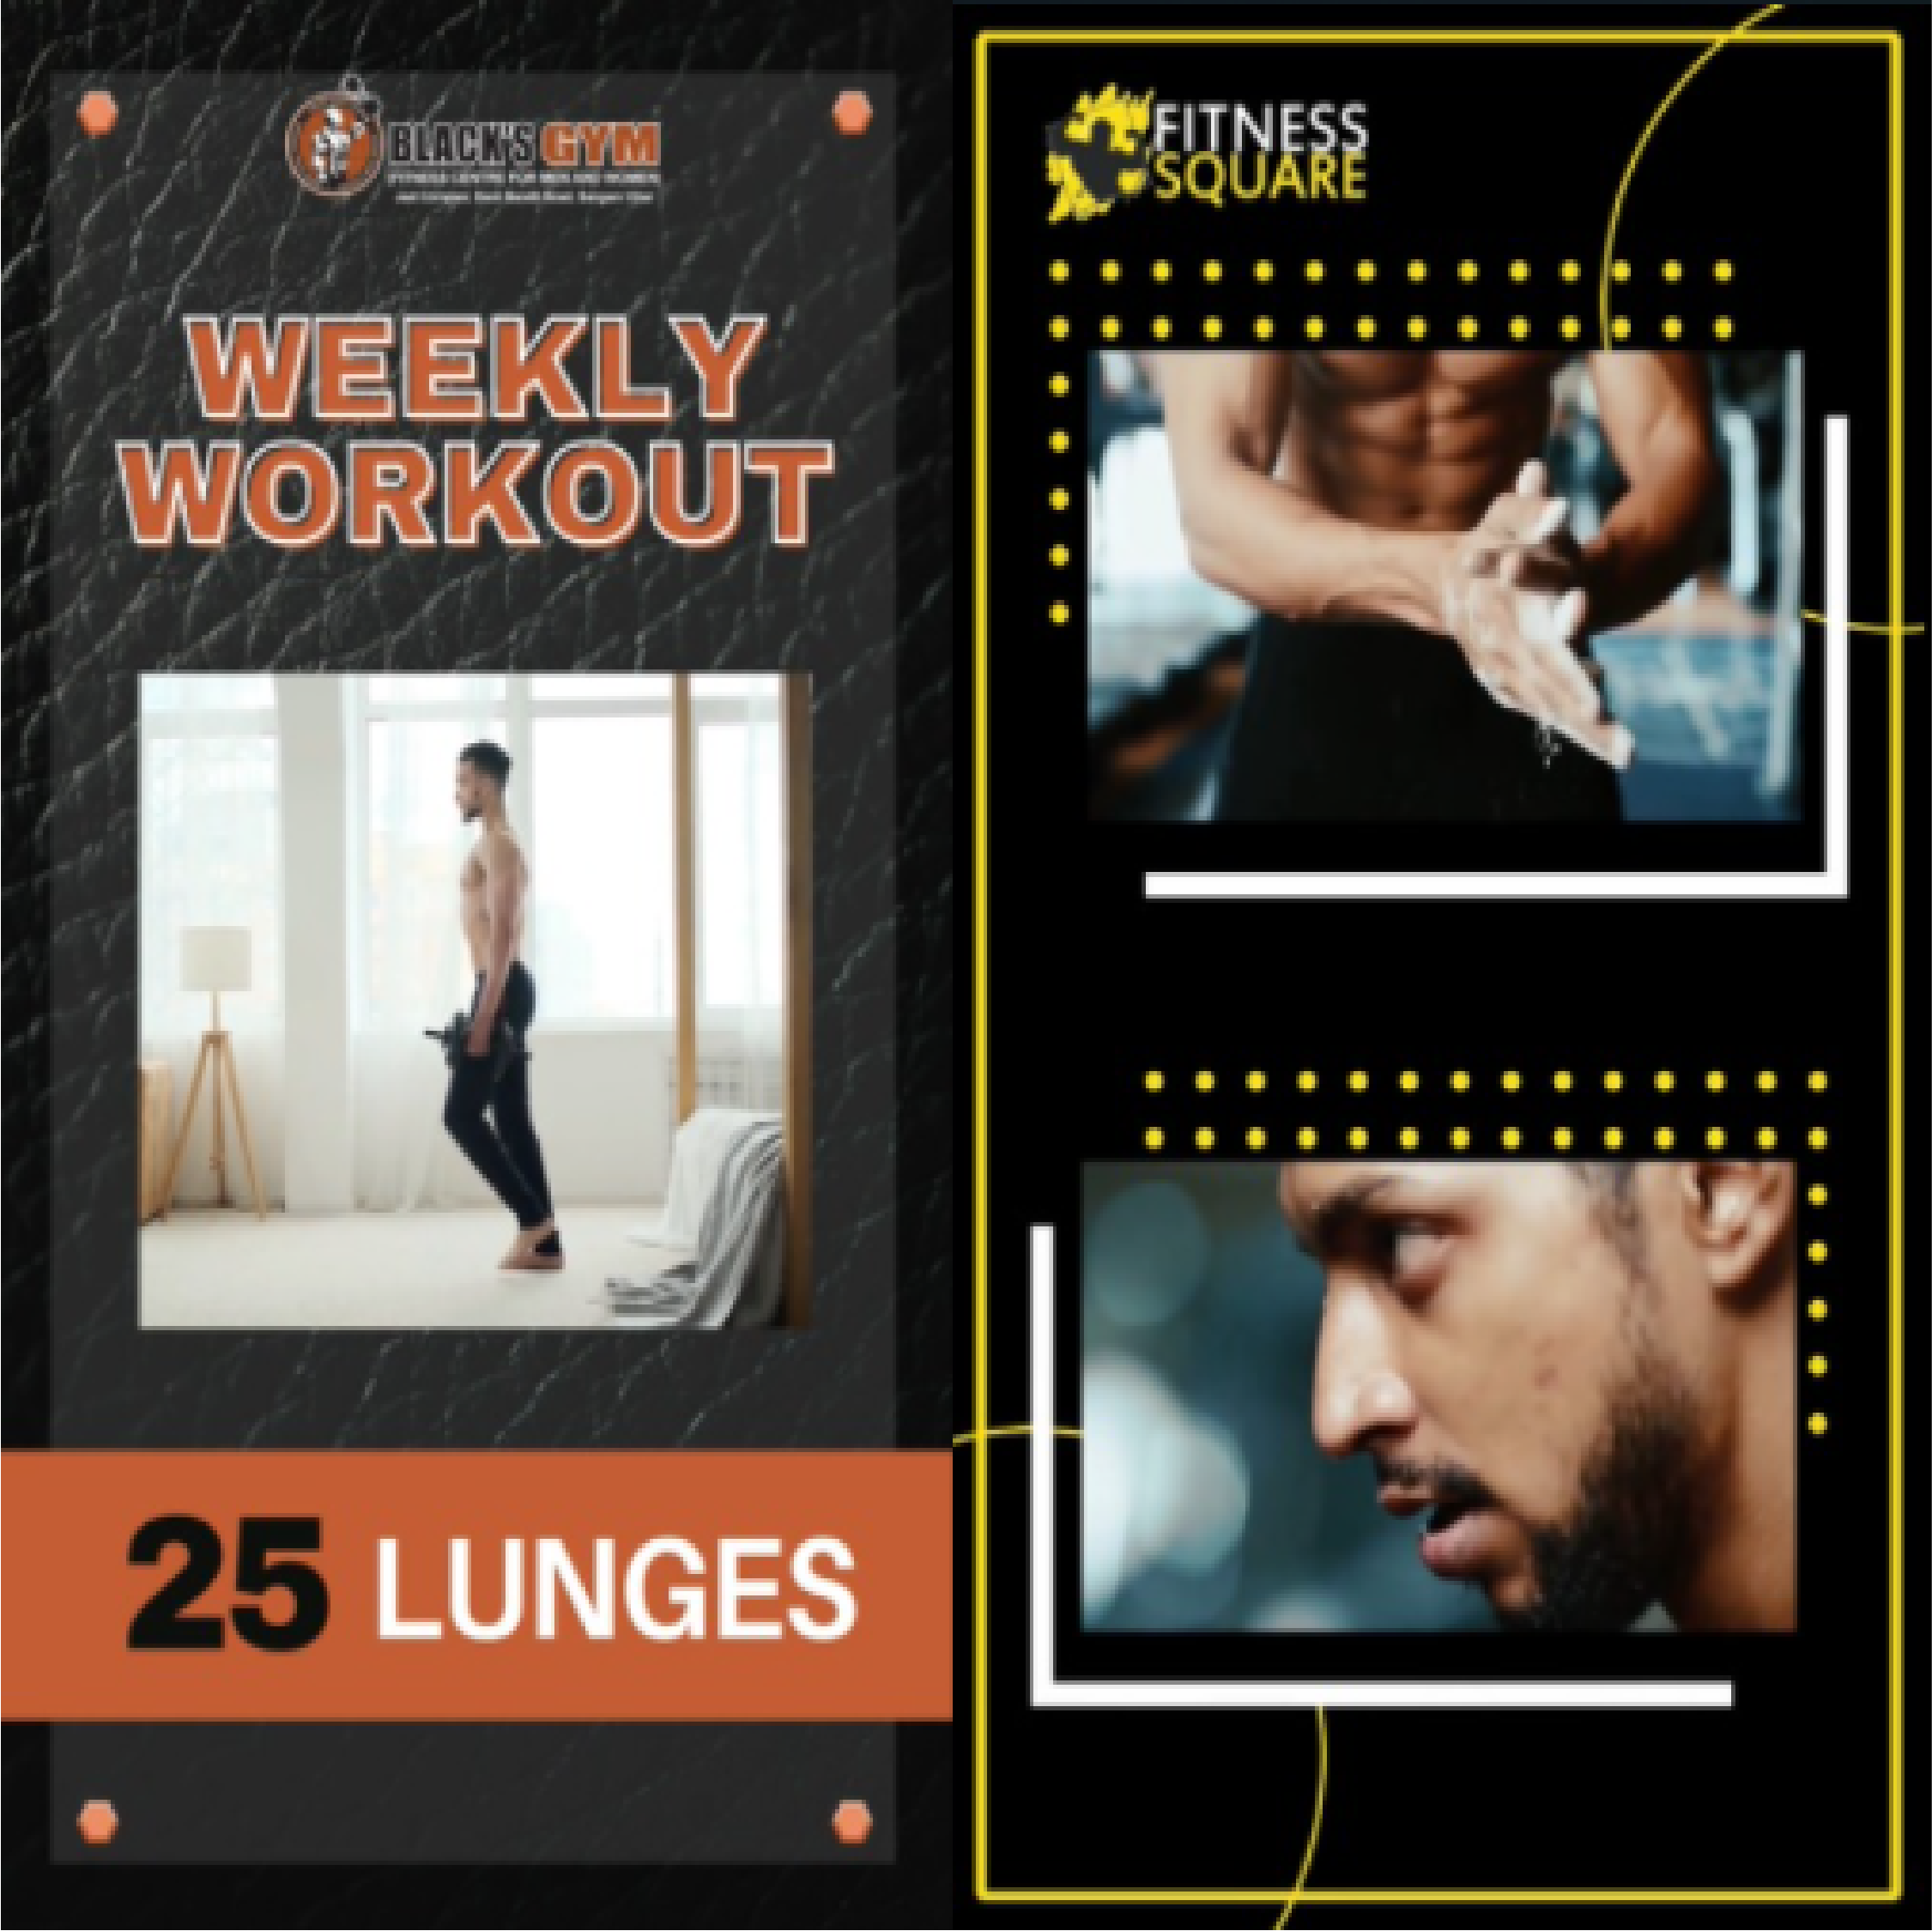 BLACK'S GYM
FITNESS CENTRE FOR MEN AND WOMEN
WEEKLY
WORKOUT
25 LUNGES
FITNESS
SQUARE